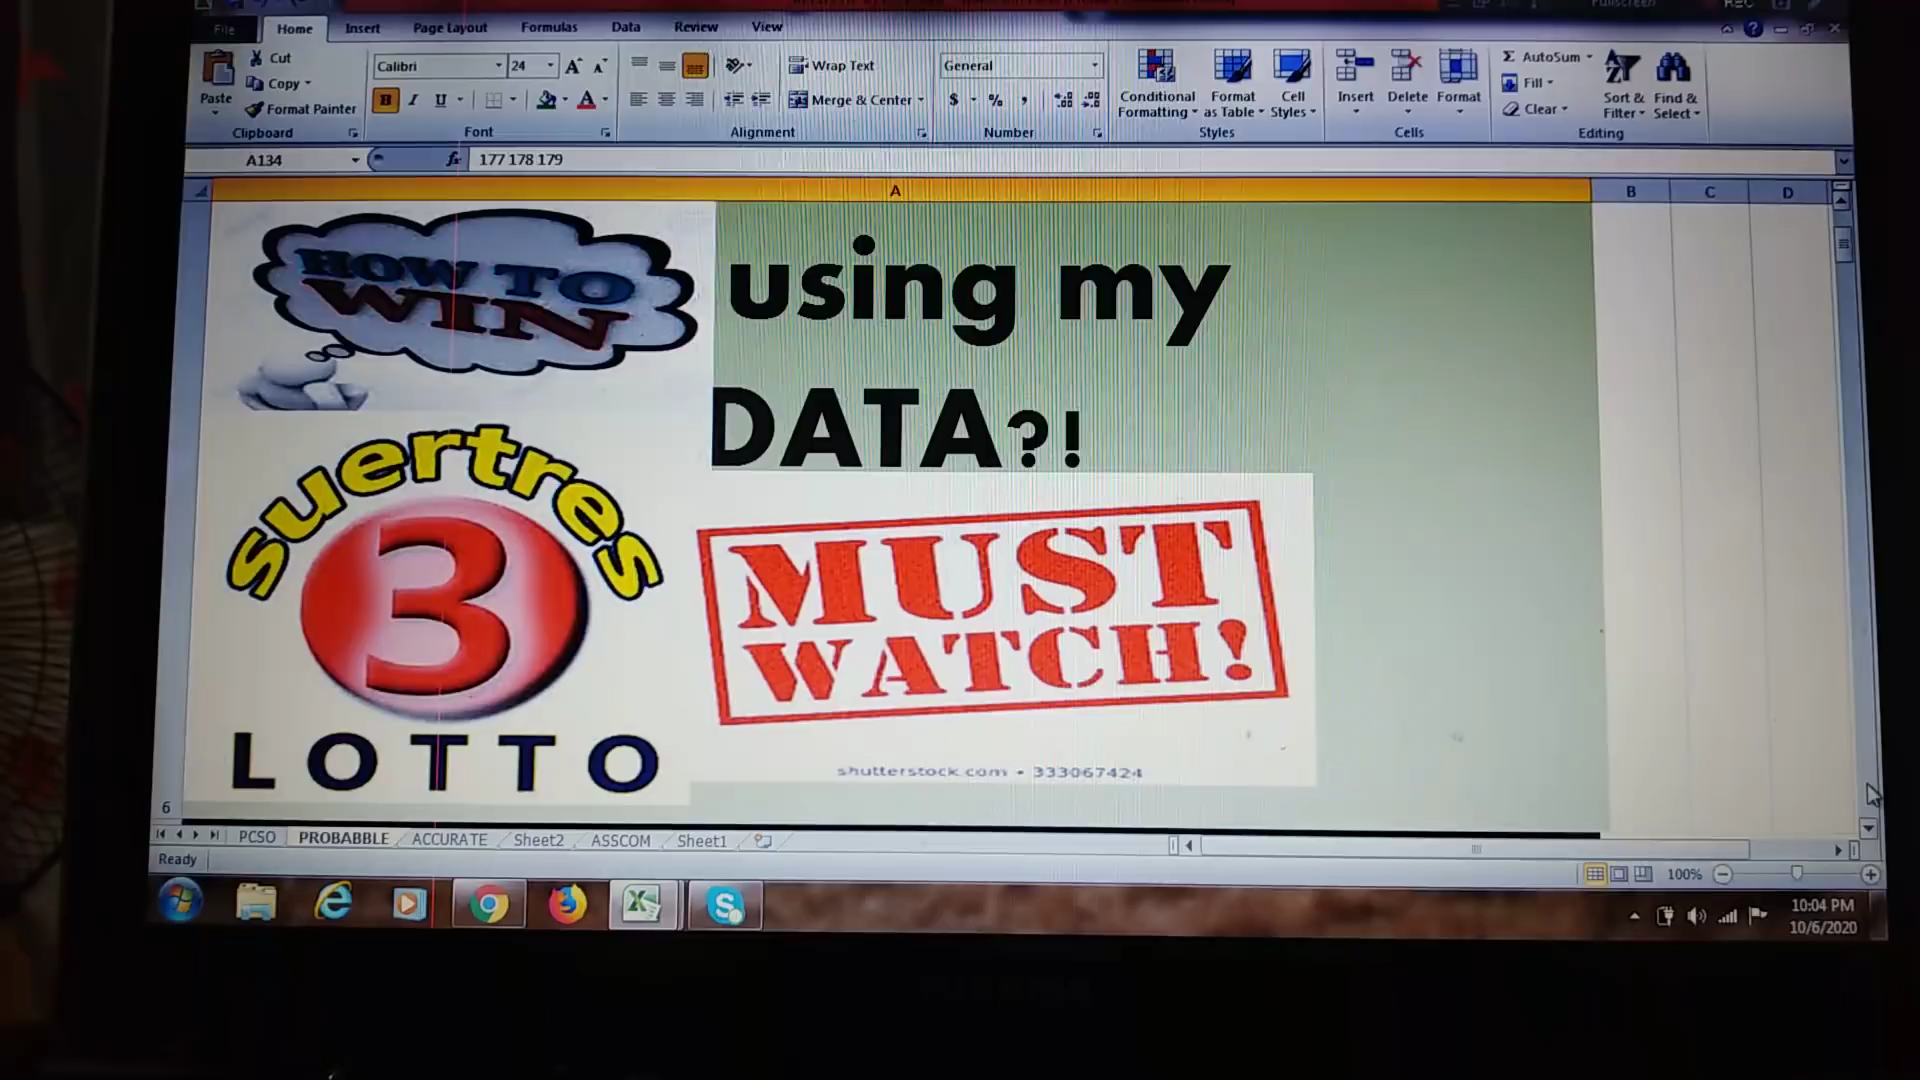 Fullscreen
REC
File Home Insert Page Layout Formulas Data Review View
Cut
Copy
Format Painter
Paste
Clipboard
Calibri 24
B I U
Font
Wrap Text
Merge & Center
Alignment
General
$ % ,
Number
Conditional Formatting
Format as Table
Cell Styles
Styles
Insert Delete Format
Cells
Σ AutoSum
Fill
Clear
Sort & Filter
Find & Select
Editing
A134 fx 177 178 179
A B C D
HOW TO
WIN
using my
DATA?!
suertres
3
LOTTO
MUST
WATCH!
shutterstock.com • 333067424
6
PCSO PROBABBLE ACCURATE Sheet2 ASSCOM Sheet1
Ready
100%
10:04 PM
10/6/2020